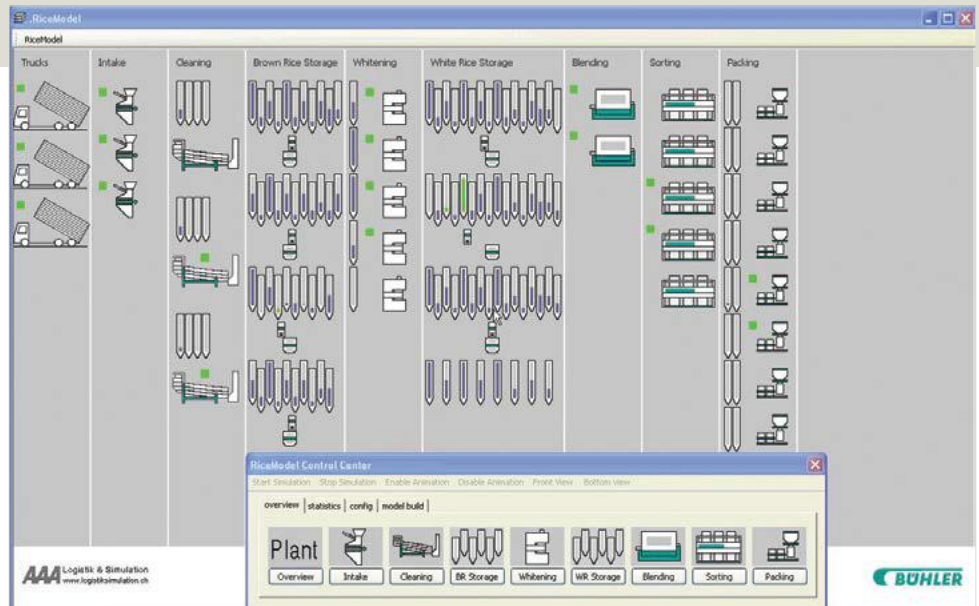 .RiceModel
RiceModel
Trucks Intake Cleaning Brown Rice Storage Whitening White Rice Storage Blending Sorting Packing
RiceModel Control Center
Start Simulation Stop Simulation Enable Animation Disable Animation Front View Bottom view
overview statistics config model build
Plant
Overview Intake Cleaning BR Storage Whitening WR Storage Blending Sorting Packing
AAA Logistik & Simulation
www.logistiksimulation.ch
BÜHLER